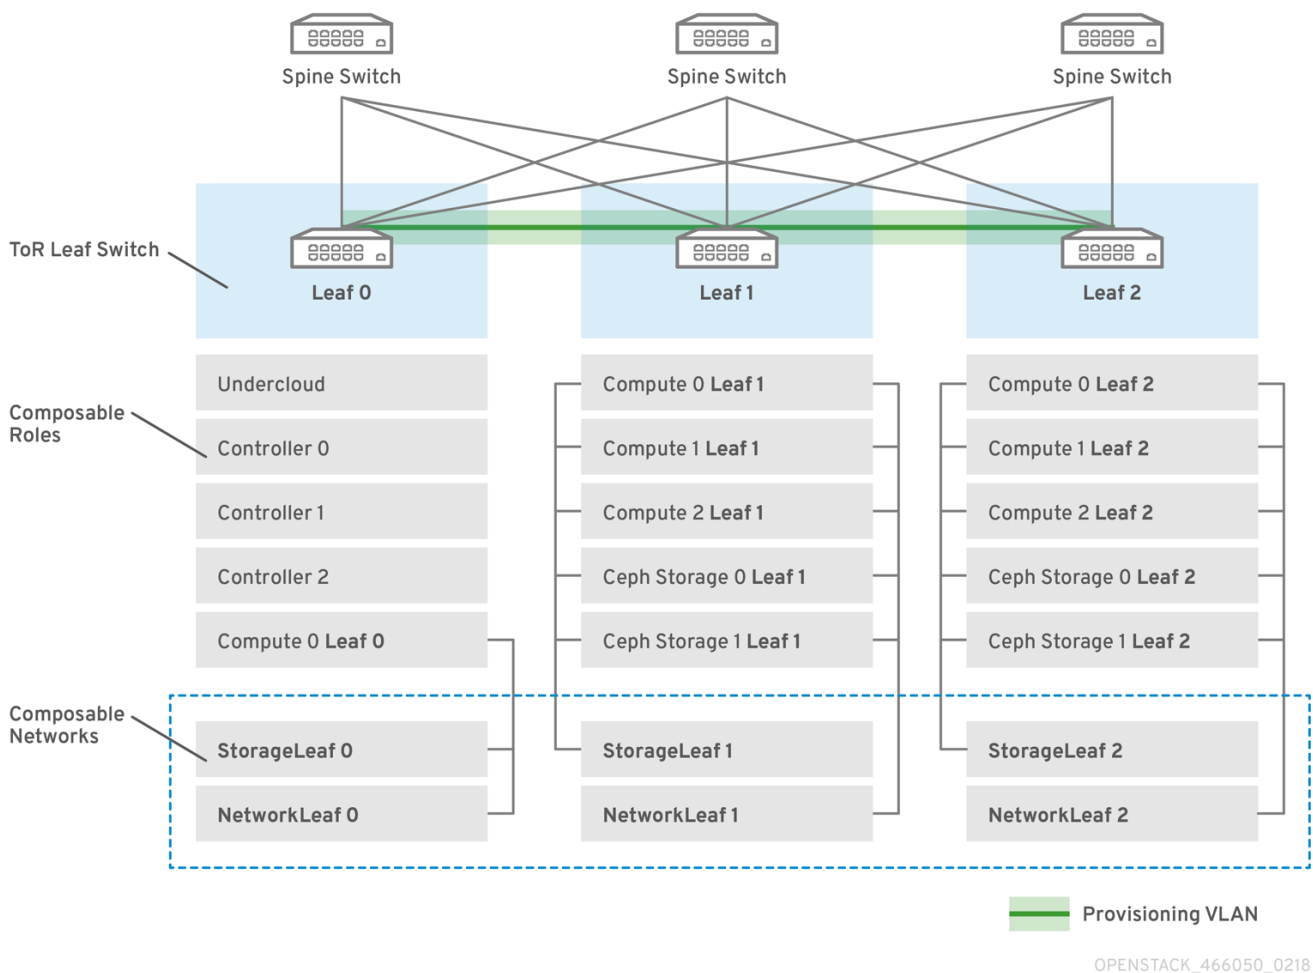 Spine Switch
Spine Switch
Spine Switch
ToR Leaf Switch
Leaf 0
Leaf 1
Leaf 2
Composable
Roles
Undercloud
Controller 0
Controller 1
Controller 2
Compute 0 Leaf 0
Compute 0 Leaf 1
Compute 1 Leaf 1
Compute 2 Leaf 1
Ceph Storage 0 Leaf 1
Ceph Storage 1 Leaf 1
Compute 0 Leaf 2
Compute 1 Leaf 2
Compute 2 Leaf 2
Ceph Storage 0 Leaf 2
Ceph Storage 1 Leaf 2
Composable
Networks
StorageLeaf 0
NetworkLeaf 0
StorageLeaf 1
NetworkLeaf 1
StorageLeaf 2
NetworkLeaf 2
Provisioning VLAN
OPENSTACK_466050_0218